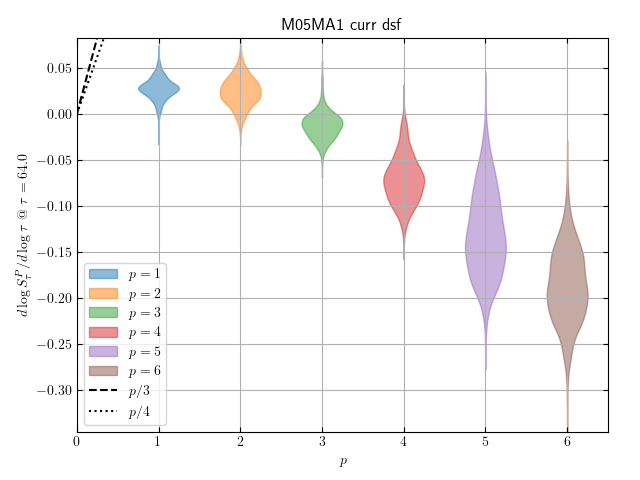 M05MA1 curr dsf
d log S_τ^P / d log τ @ τ = 64.0
0.05
0.00
−0.05
−0.10
−0.15
−0.20
−0.25
−0.30
p = 1
p = 2
p = 3
p = 4
p = 5
p = 6
p/3
p/4
0 1 2 3 4 5 6
p